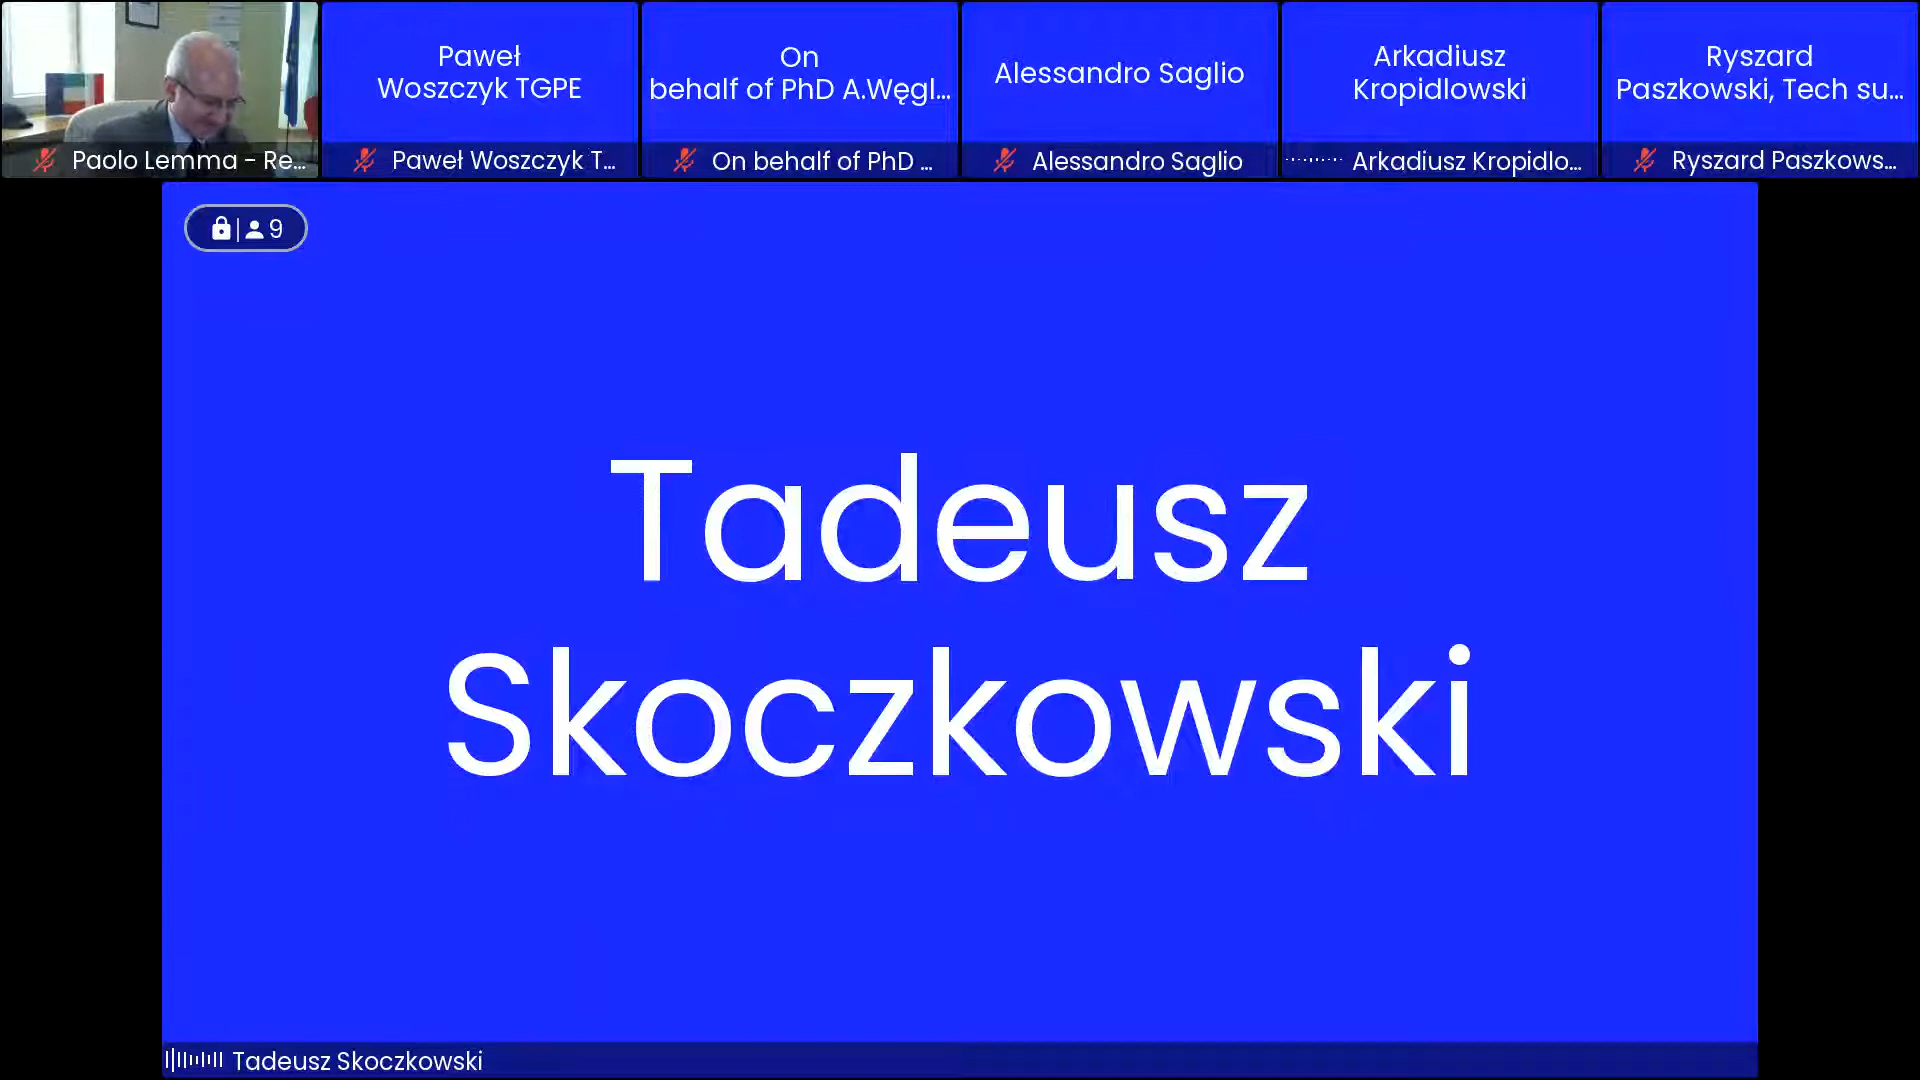 Paweł
Woszczyk TGPE
On
behalf of PhD A.Węgl...
Alessandro Saglio
Arkadiusz
Kropidlowski
Ryszard
Paszkowski, Tech su...
Paolo Lemma - Re...
Paweł Woszczyk T...
On behalf of PhD ...
Alessandro Saglio
Arkadiusz Kropidlo...
Ryszard Paszkows...
9
Tadeusz
Skoczkowski
Tadeusz Skoczkowski